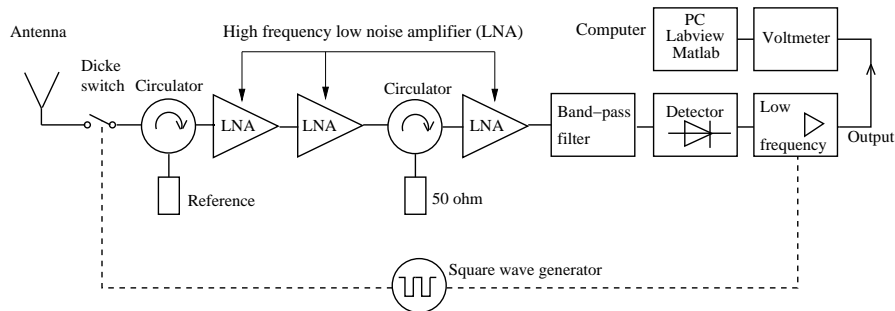 Antenna
High frequency low noise amplifier (LNA)
Computer
PC
Labview
Matlab
Voltmeter
Dicke
switch
Circulator
Circulator
LNA
LNA
LNA
Band-pass
filter
Detector
Low
frequency
Output
Reference
50 ohm
Square wave generator